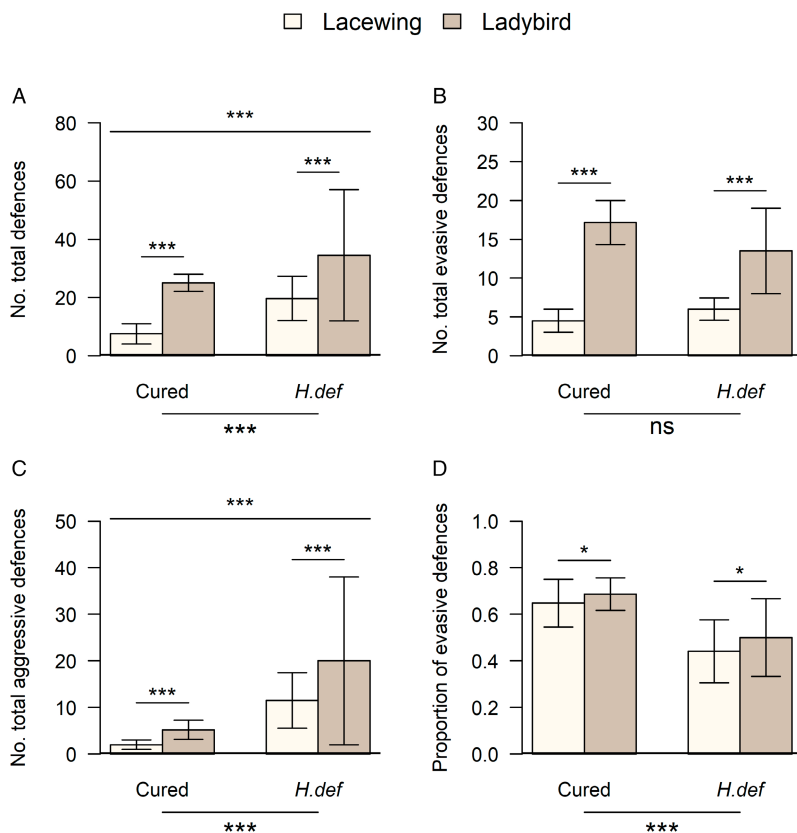 Lacewing Ladybird
A
No. total defences
80
60
40
20
0
***
***
***
Cured H.def
***
B
No. total evasive defences
30
25
20
15
10
5
0
***
***
Cured H.def
ns
C
No. total aggressive defences
50
40
30
20
10
0
***
***
***
Cured H.def
***
D
Proportion of evasive defences
1.0
0.8
0.6
0.4
0.2
0.0
*
*
Cured H.def
***